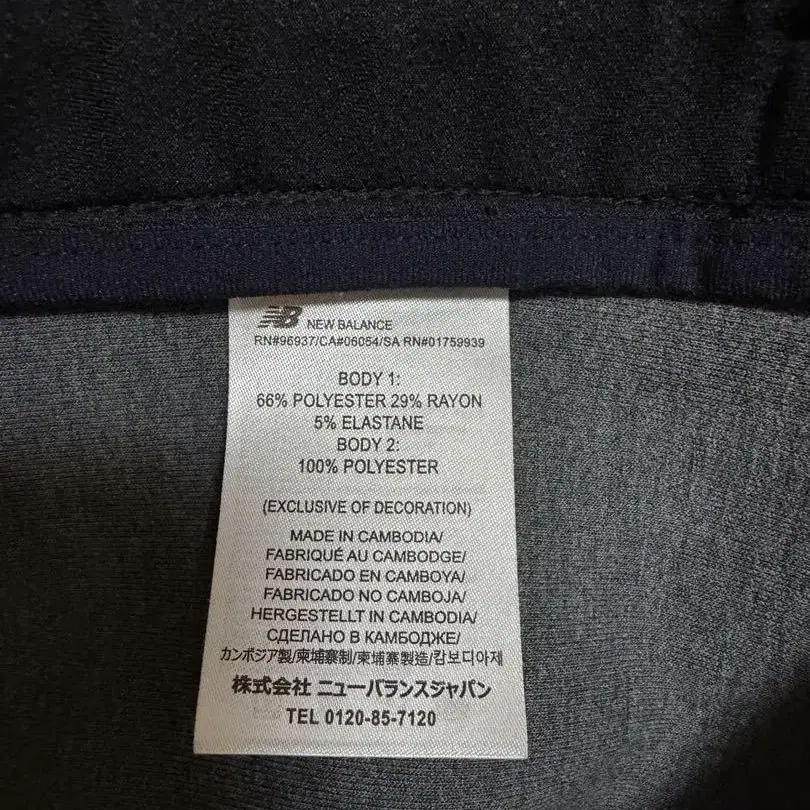 NB NEW BALANCE
RN#96937/CA#06054/SA RN#01759939
BODY 1:
66% POLYESTER 29% RAYON
5% ELASTANE
BODY 2:
100% POLYESTER
(EXCLUSIVE OF DECORATION)
MADE IN CAMBODIA/
FABRIQUÉ AU CAMBODGE/
FABRICADO EN CAMBOYA/
FABRICADO NO CAMBOJA/
HERGESTELLT IN CAMBODIA/
СДЕЛАНО В КАМБОДЖЕ/
カンボジア製/柬埔寨制/柬埔寨製造/캄보디아제
株式会社 ニューバランスジャパン
TEL 0120-85-7120